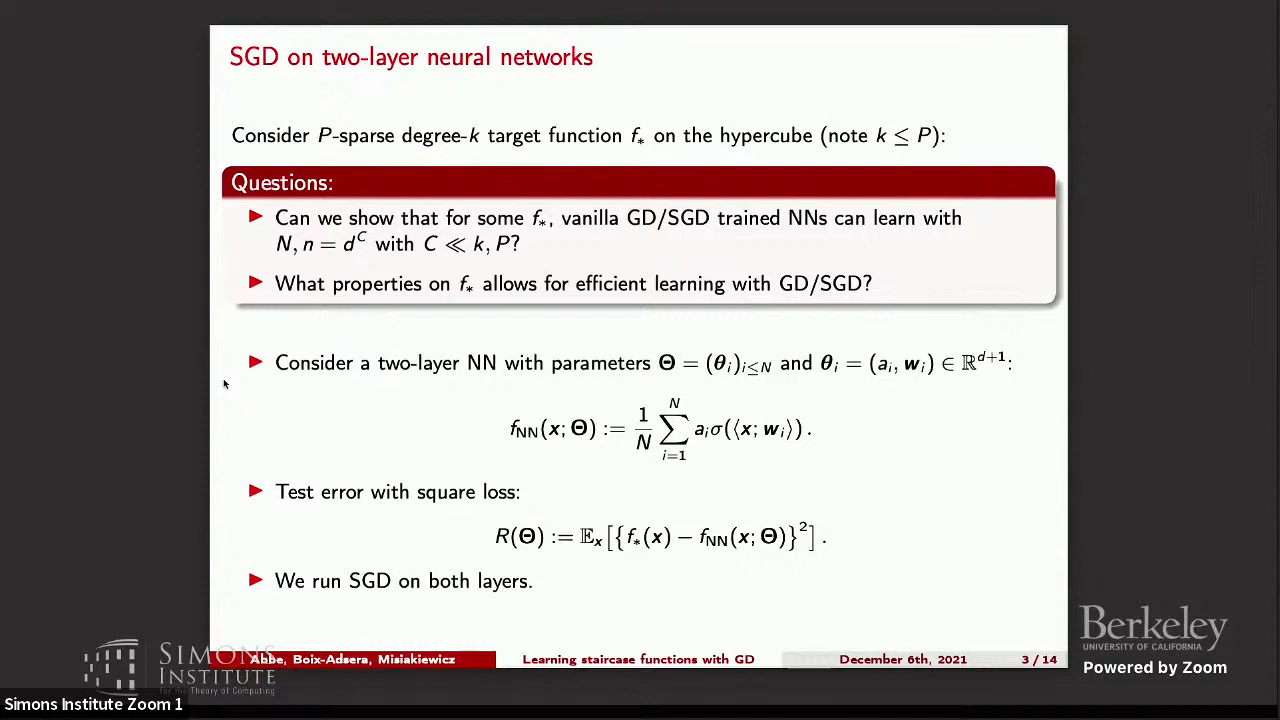 SGD on two-layer neural networks
Consider P-sparse degree-k target function f∗ on the hypercube (note k ≤ P):
Questions:
▶ Can we show that for some f∗, vanilla GD/SGD trained NNs can learn with
N, n = d^C with C ≪ k, P?
▶ What properties on f∗ allows for efficient learning with GD/SGD?
▶ Consider a two-layer NN with parameters Θ = (θ_i)_{i≤N} and θ_i = (a_i, w_i) ∈ ℝ^{d+1}:
f_NN(x; Θ) := 1/N ∑_{i=1}^{N} a_i σ(⟨x; w_i⟩).
▶ Test error with square loss:
R(Θ) := 𝔼_x[{f∗(x) − f_NN(x; Θ)}^2].
▶ We run SGD on both layers.
Abbe, Boix-Adsera, Misiakiewicz Learning staircase functions with GD December 6th, 2021 3 / 14
SIMONS
INSTITUTE
for the Theory of Computing
Berkeley
UNIVERSITY OF CALIFORNIA
Powered by Zoom
Simons Institute Zoom 1